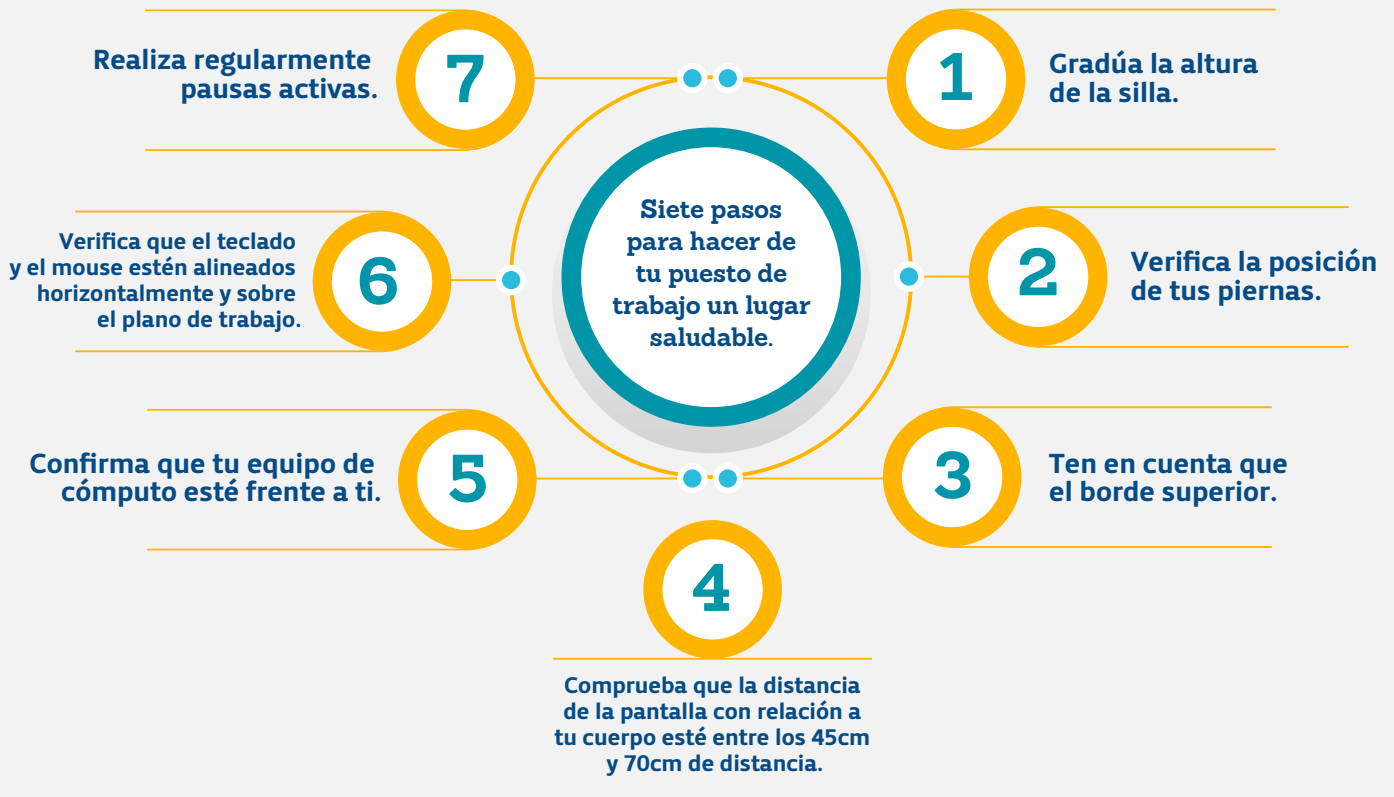 Siete pasos
para hacer de
tu puesto de
trabajo un lugar
saludable.
1
Gradúa la altura
de la silla.
2
Verifica la posición
de tus piernas.
3
Ten en cuenta que
el borde superior.
4
Comprueba que la distancia
de la pantalla con relación a
tu cuerpo esté entre los 45cm
y 70cm de distancia.
5
Confirma que tu equipo de
cómputo esté frente a ti.
6
Verifica que el teclado
y el mouse estén alineados
horizontalmente y sobre
el plano de trabajo.
7
Realiza regularmente
pausas activas.